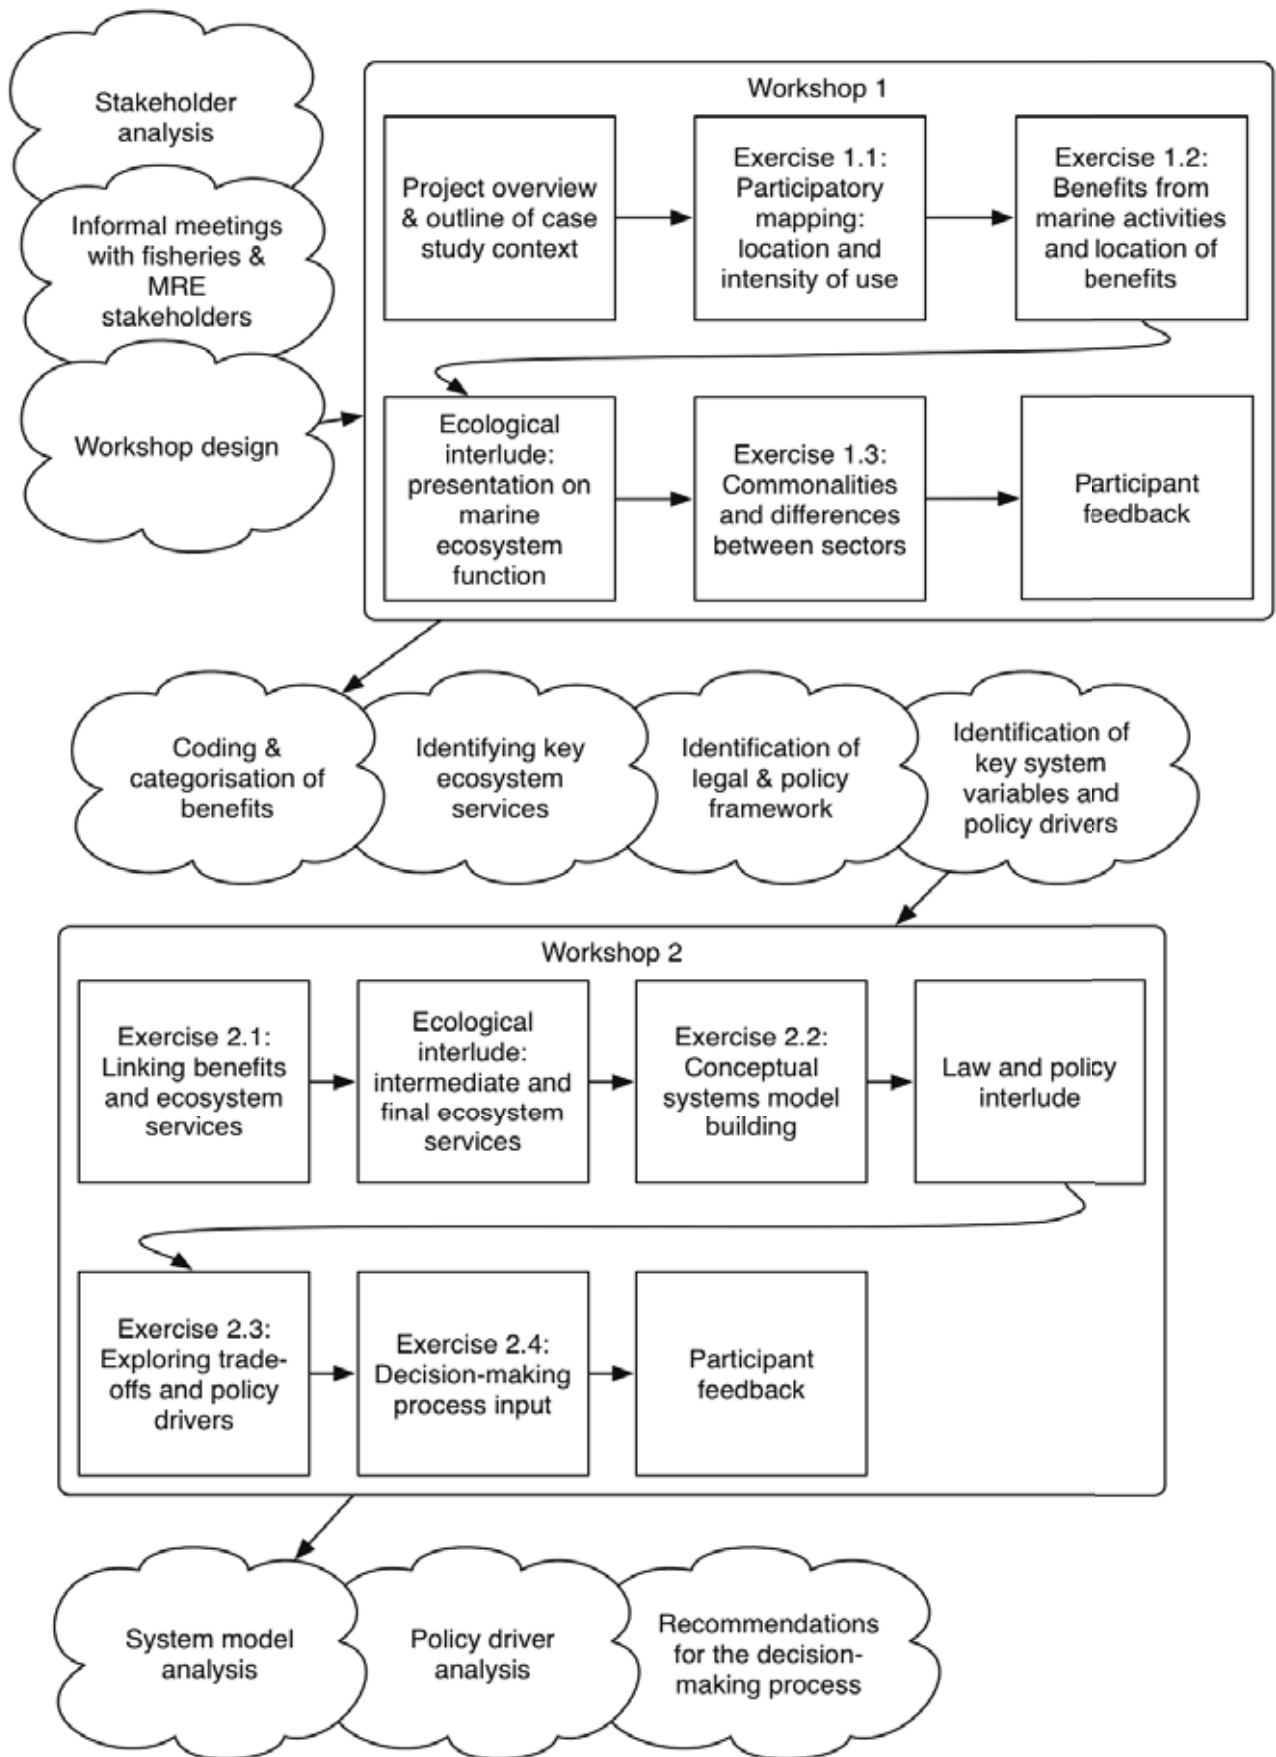 Stakeholder
analysis
Informal meetings
with fisheries &
MRE
stakeholders
Workshop design
Workshop 1
Project overview
& outline of case
study context
Exercise 1.1:
Participatory
mapping:
location and
intensity of use
Exercise 1.2:
Benefits from
marine activities
and location of
benefits
Ecological
interlude:
presentation on
marine
ecosystem
function
Exercise 1.3:
Commonalities
and differences
between sectors
Participant
feedback
Coding &
categorisation of
benefits
Identifying key
ecosystem
services
Identification of
legal & policy
framework
Identification of
key system
variables and
policy drivers
Workshop 2
Exercise 2.1:
Linking benefits
and ecosystem
services
Ecological
interlude:
intermediate and
final ecosystem
services
Exercise 2.2:
Conceptual
systems model
building
Law and policy
interlude
Exercise 2.3:
Exploring trade-
offs and policy
drivers
Exercise 2.4:
Decision-making
process input
Participant
feedback
System model
analysis
Policy driver
analysis
Recommendations
for the decision-
making process